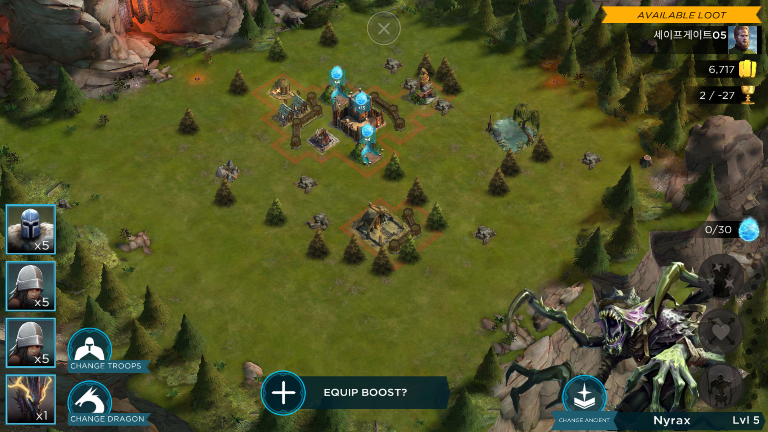 AVAILABLE LOOT
세이프게이트05
6,717
2 / -27
0/30
x5
x5
x5
x1
CHANGE TROOPS
CHANGE DRAGON
EQUIP BOOST?
CHANGE ANCIENT
Nyrax
Lvl 5